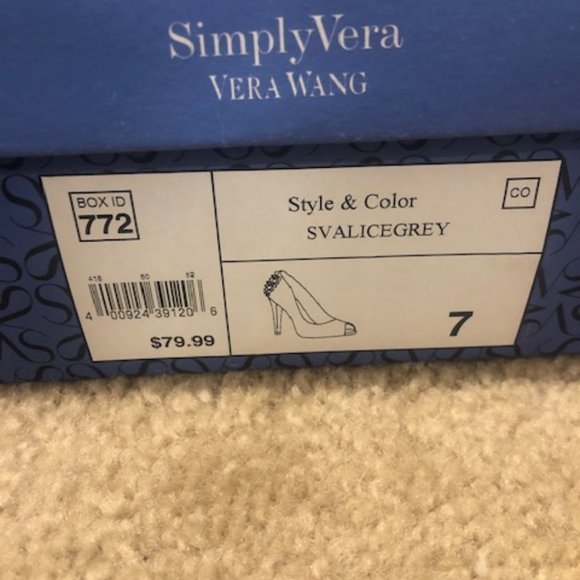 SimplyVera
VERA WANG
BOX ID
772
Style & Color
SVALICEGREY
CO
418 80 52
4 00924 39120 6
$79.99
7